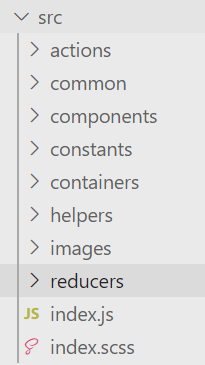 src
actions
common
components
constants
containers
helpers
images
reducers
JS index.js
index.scss